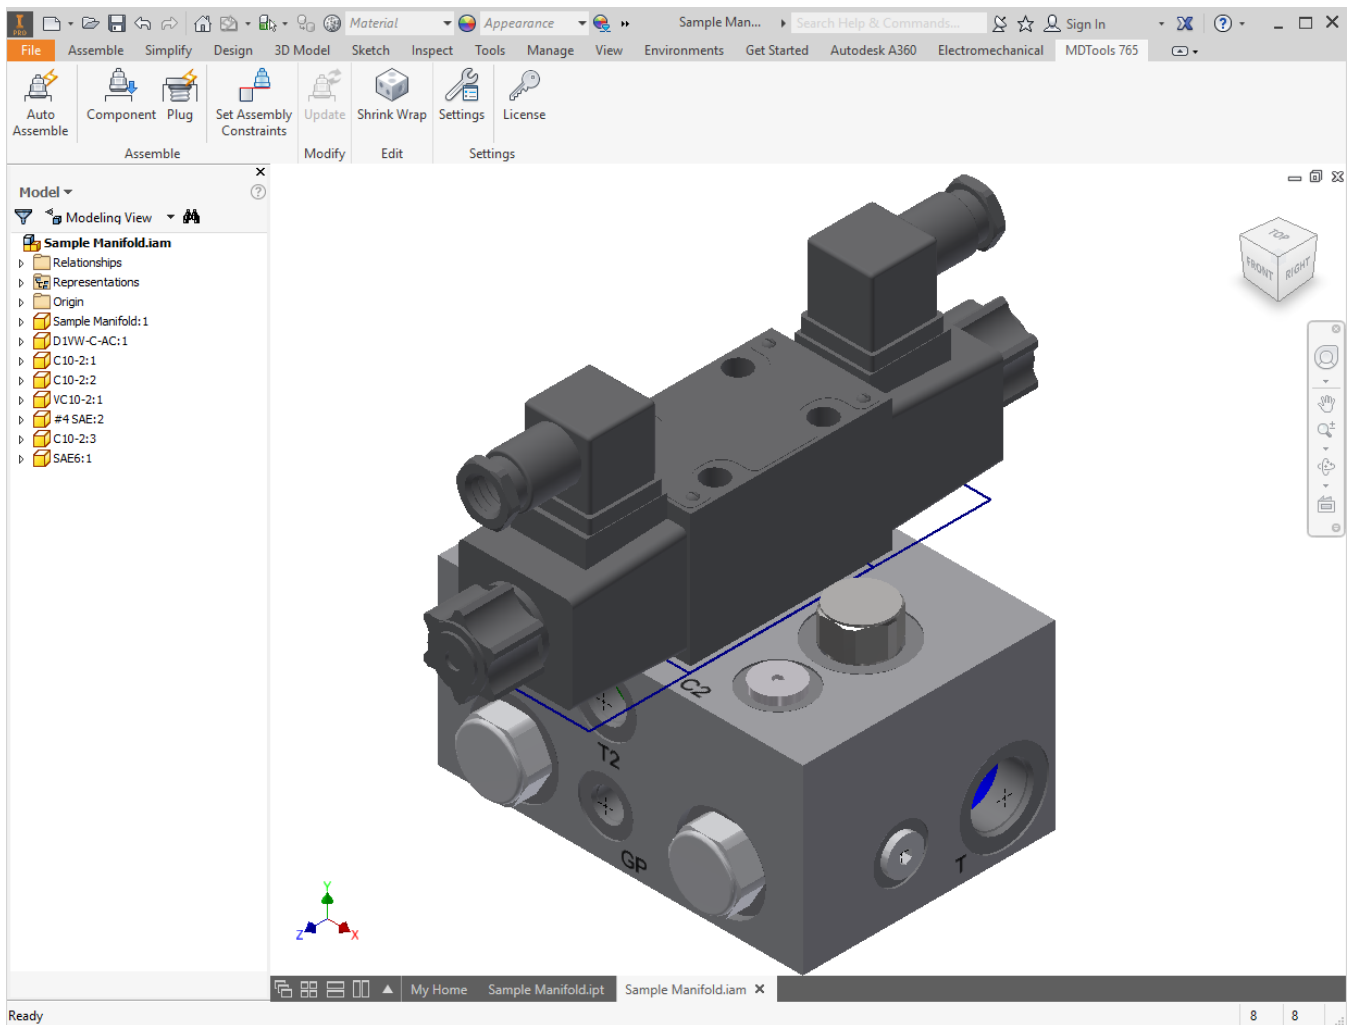 PRO
Material
Appearance
Sample Man...
Search Help & Commands...
Sign In
File
Assemble
Simplify
Design
3D Model
Sketch
Inspect
Tools
Manage
View
Environments
Get Started
Autodesk A360
Electromechanical
MDTools 765
Auto
Assemble
Component
Plug
Set Assembly
Constraints
Update
Shrink Wrap
Settings
License
Assemble
Modify
Edit
Settings
Model
Modeling View
Sample Manifold.iam
Relationships
Representations
Origin
Sample Manifold:1
D1VW-C-AC:1
C10-2:1
C10-2:2
VC10-2:1
#4 SAE:2
C10-2:3
SAE6:1
TOP
FRONT
RIGHT
C2
T2
GP
T
Y
Z
X
My Home
Sample Manifold.ipt
Sample Manifold.iam
Ready
8
8